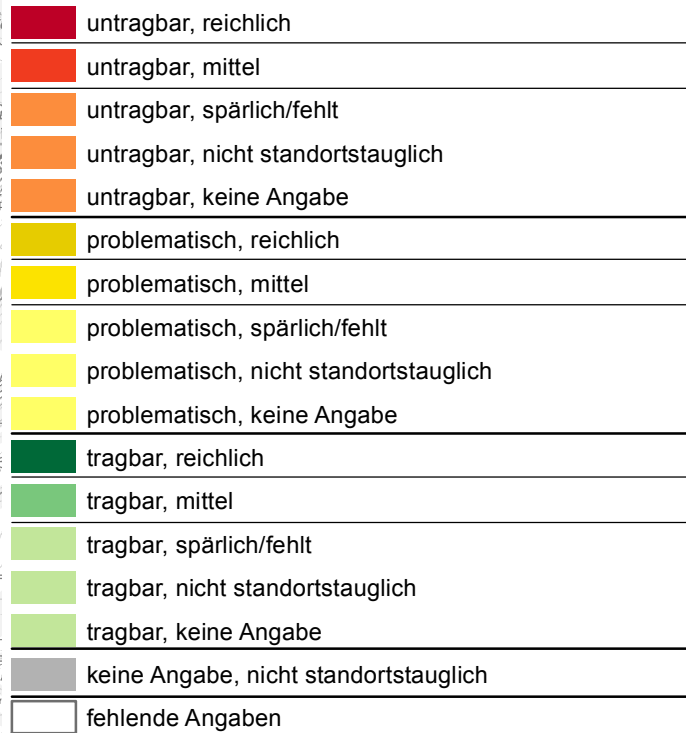 untragbar, reichlich
untragbar, mittel
untragbar, spärlich/fehlt
untragbar, nicht standortstauglich
untragbar, keine Angabe
problematisch, reichlich
problematisch, mittel
problematisch, spärlich/fehlt
problematisch, nicht standortstauglich
problematisch, keine Angabe
tragbar, reichlich
tragbar, mittel
tragbar, spärlich/fehlt
tragbar, nicht standortstauglich
tragbar, keine Angabe
keine Angabe, nicht standortstauglich
fehlende Angaben